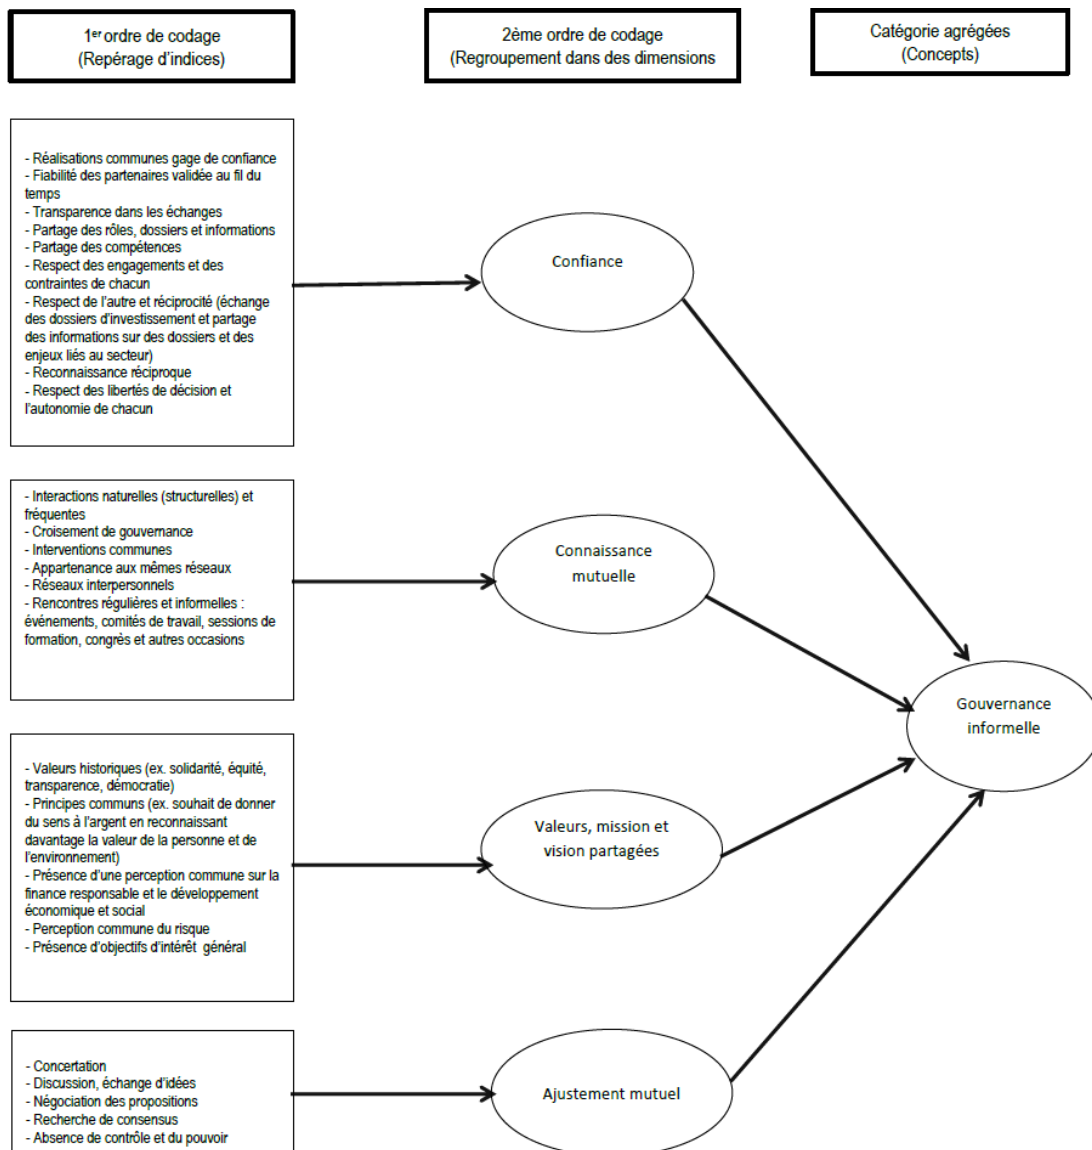 1er ordre de codage
(Repérage d'indices)
2ème ordre de codage
(Regroupement dans des dimensions
Catégorie agrégées
(Concepts)
- Réalisations communes gage de confiance
- Fiabilité des partenaires validée au fil du
temps
- Transparence dans les échanges
- Partage des rôles, dossiers et informations
- Partage des compétences
- Respect des engagements et des
contraintes de chacun
- Respect de l'autre et réciprocité (échange
des dossiers d'investissement et partage
des informations sur des dossiers et des
enjeux liés au secteur)
- Reconnaissance réciproque
- Respect des libertés de décision et
l'autonomie de chacun
Confiance
- Interactions naturelles (structurelles) et
fréquentes
- Croisement de gouvernance
- Interventions communes
- Appartenance aux mêmes réseaux
- Réseaux interpersonnels
- Rencontres régulières et informelles :
événements, comités de travail, sessions de
formation, congrès et autres occasions
Connaissance
mutuelle
Gouvernance
informelle
- Valeurs historiques (ex. solidarité, équité,
transparence, démocratie)
- Principes communs (ex. souhait de donner
du sens à l'argent en reconnaissant
davantage la valeur de la personne et de
l'environnement)
- Présence d'une perception commune sur la
finance responsable et le développement
économique et social
- Perception commune du risque
- Présence d'objectifs d'intérêt général
Valeurs, mission et
vision partagées
- Concertation
- Discussion, échange d'idées
- Négociation des propositions
- Recherche de consensus
- Absence de contrôle et du pouvoir
Ajustement mutuel